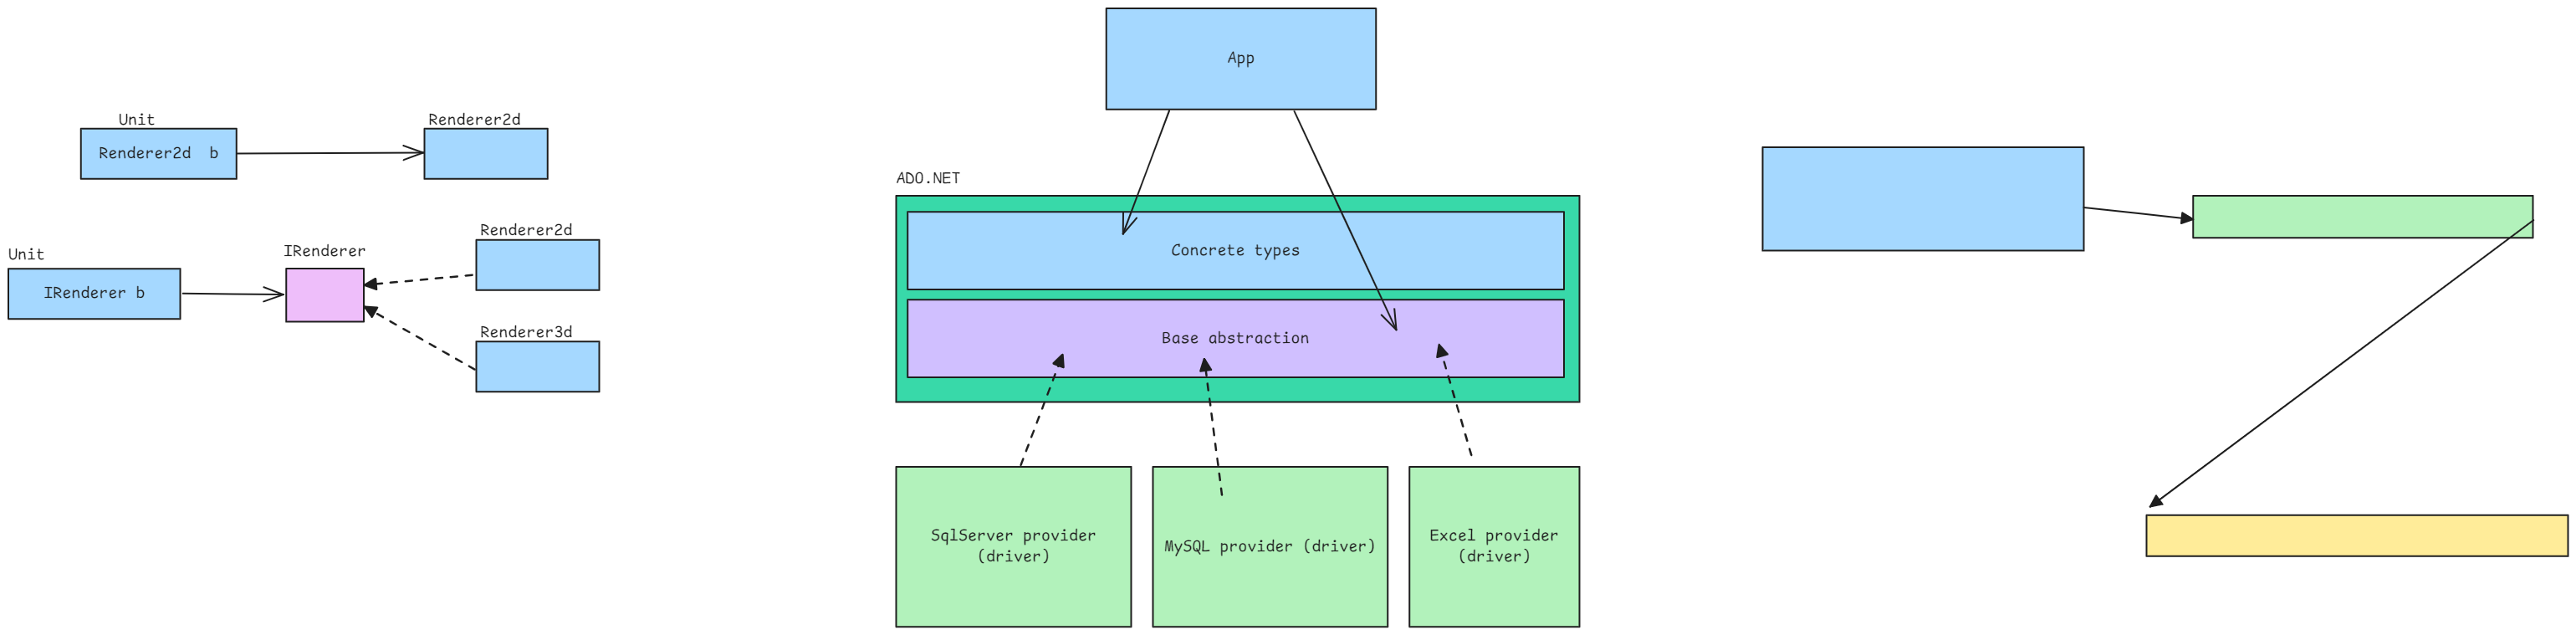 Unit
Renderer2d
Renderer2d  b
Unit
IRenderer b
IRenderer
Renderer2d
Renderer3d
App
ADO.NET
Concrete types
Base abstraction
SqlServer provider
(driver)
MySQL provider (driver)
Excel provider
(driver)